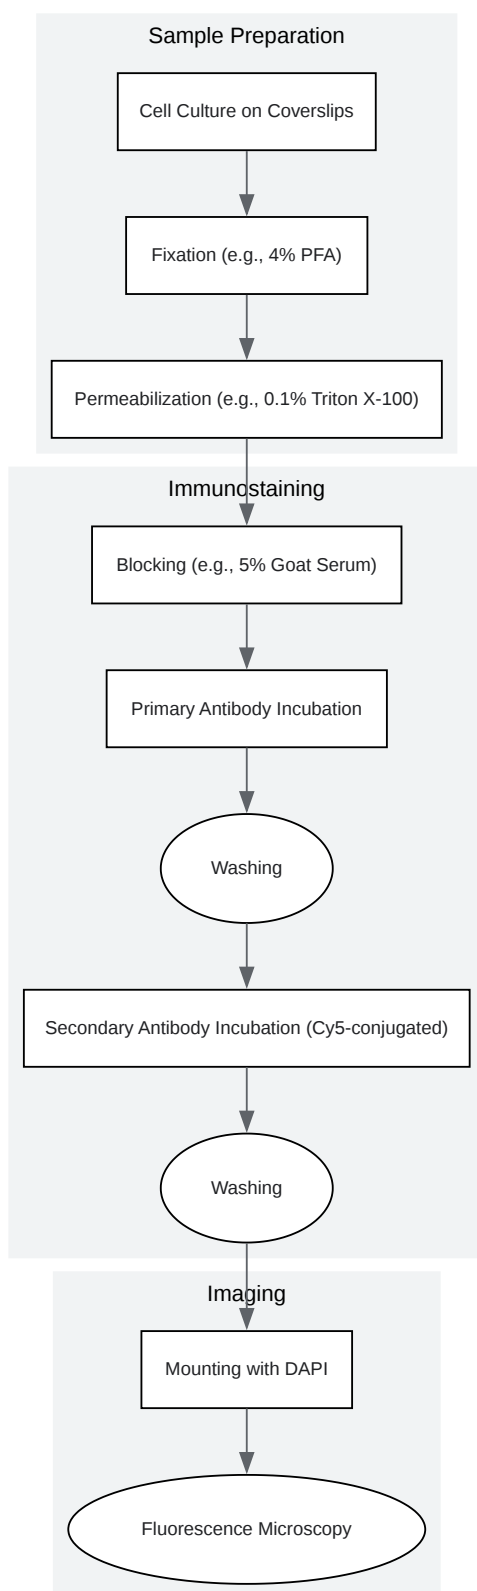 Sample Preparation
Cell Culture on Coverslips
Fixation (e.g., 4% PFA)
Permeabilization (e.g., 0.1% Triton X-100)
Immunostaining
Blocking (e.g., 5% Goat Serum)
Primary Antibody Incubation
Washing
Secondary Antibody Incubation (Cy5-conjugated)
Washing
Imaging
Mounting with DAPI
Fluorescence Microscopy